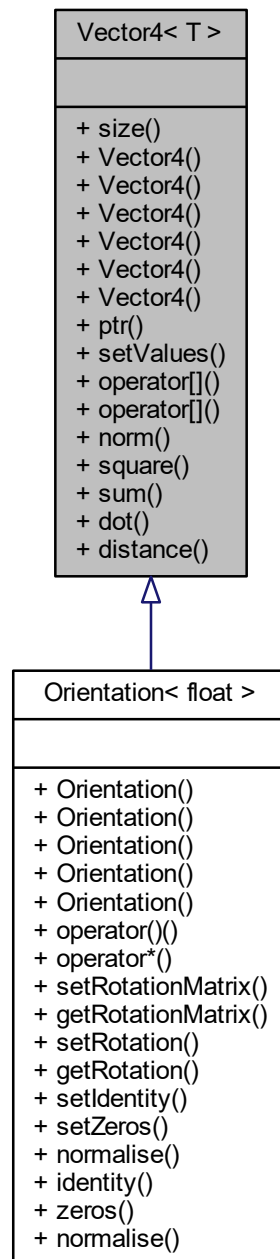 Vector4< T >
+ size()
+ Vector4()
+ Vector4()
+ Vector4()
+ Vector4()
+ Vector4()
+ Vector4()
+ ptr()
+ setValues()
+ operator[]()
+ operator[]()
+ norm()
+ square()
+ sum()
+ dot()
+ distance()
Orientation< float >
+ Orientation()
+ Orientation()
+ Orientation()
+ Orientation()
+ Orientation()
+ operator()()
+ operator*()
+ setRotationMatrix()
+ getRotationMatrix()
+ setRotation()
+ getRotation()
+ setIdentity()
+ setZeros()
+ normalise()
+ identity()
+ zeros()
+ normalise()